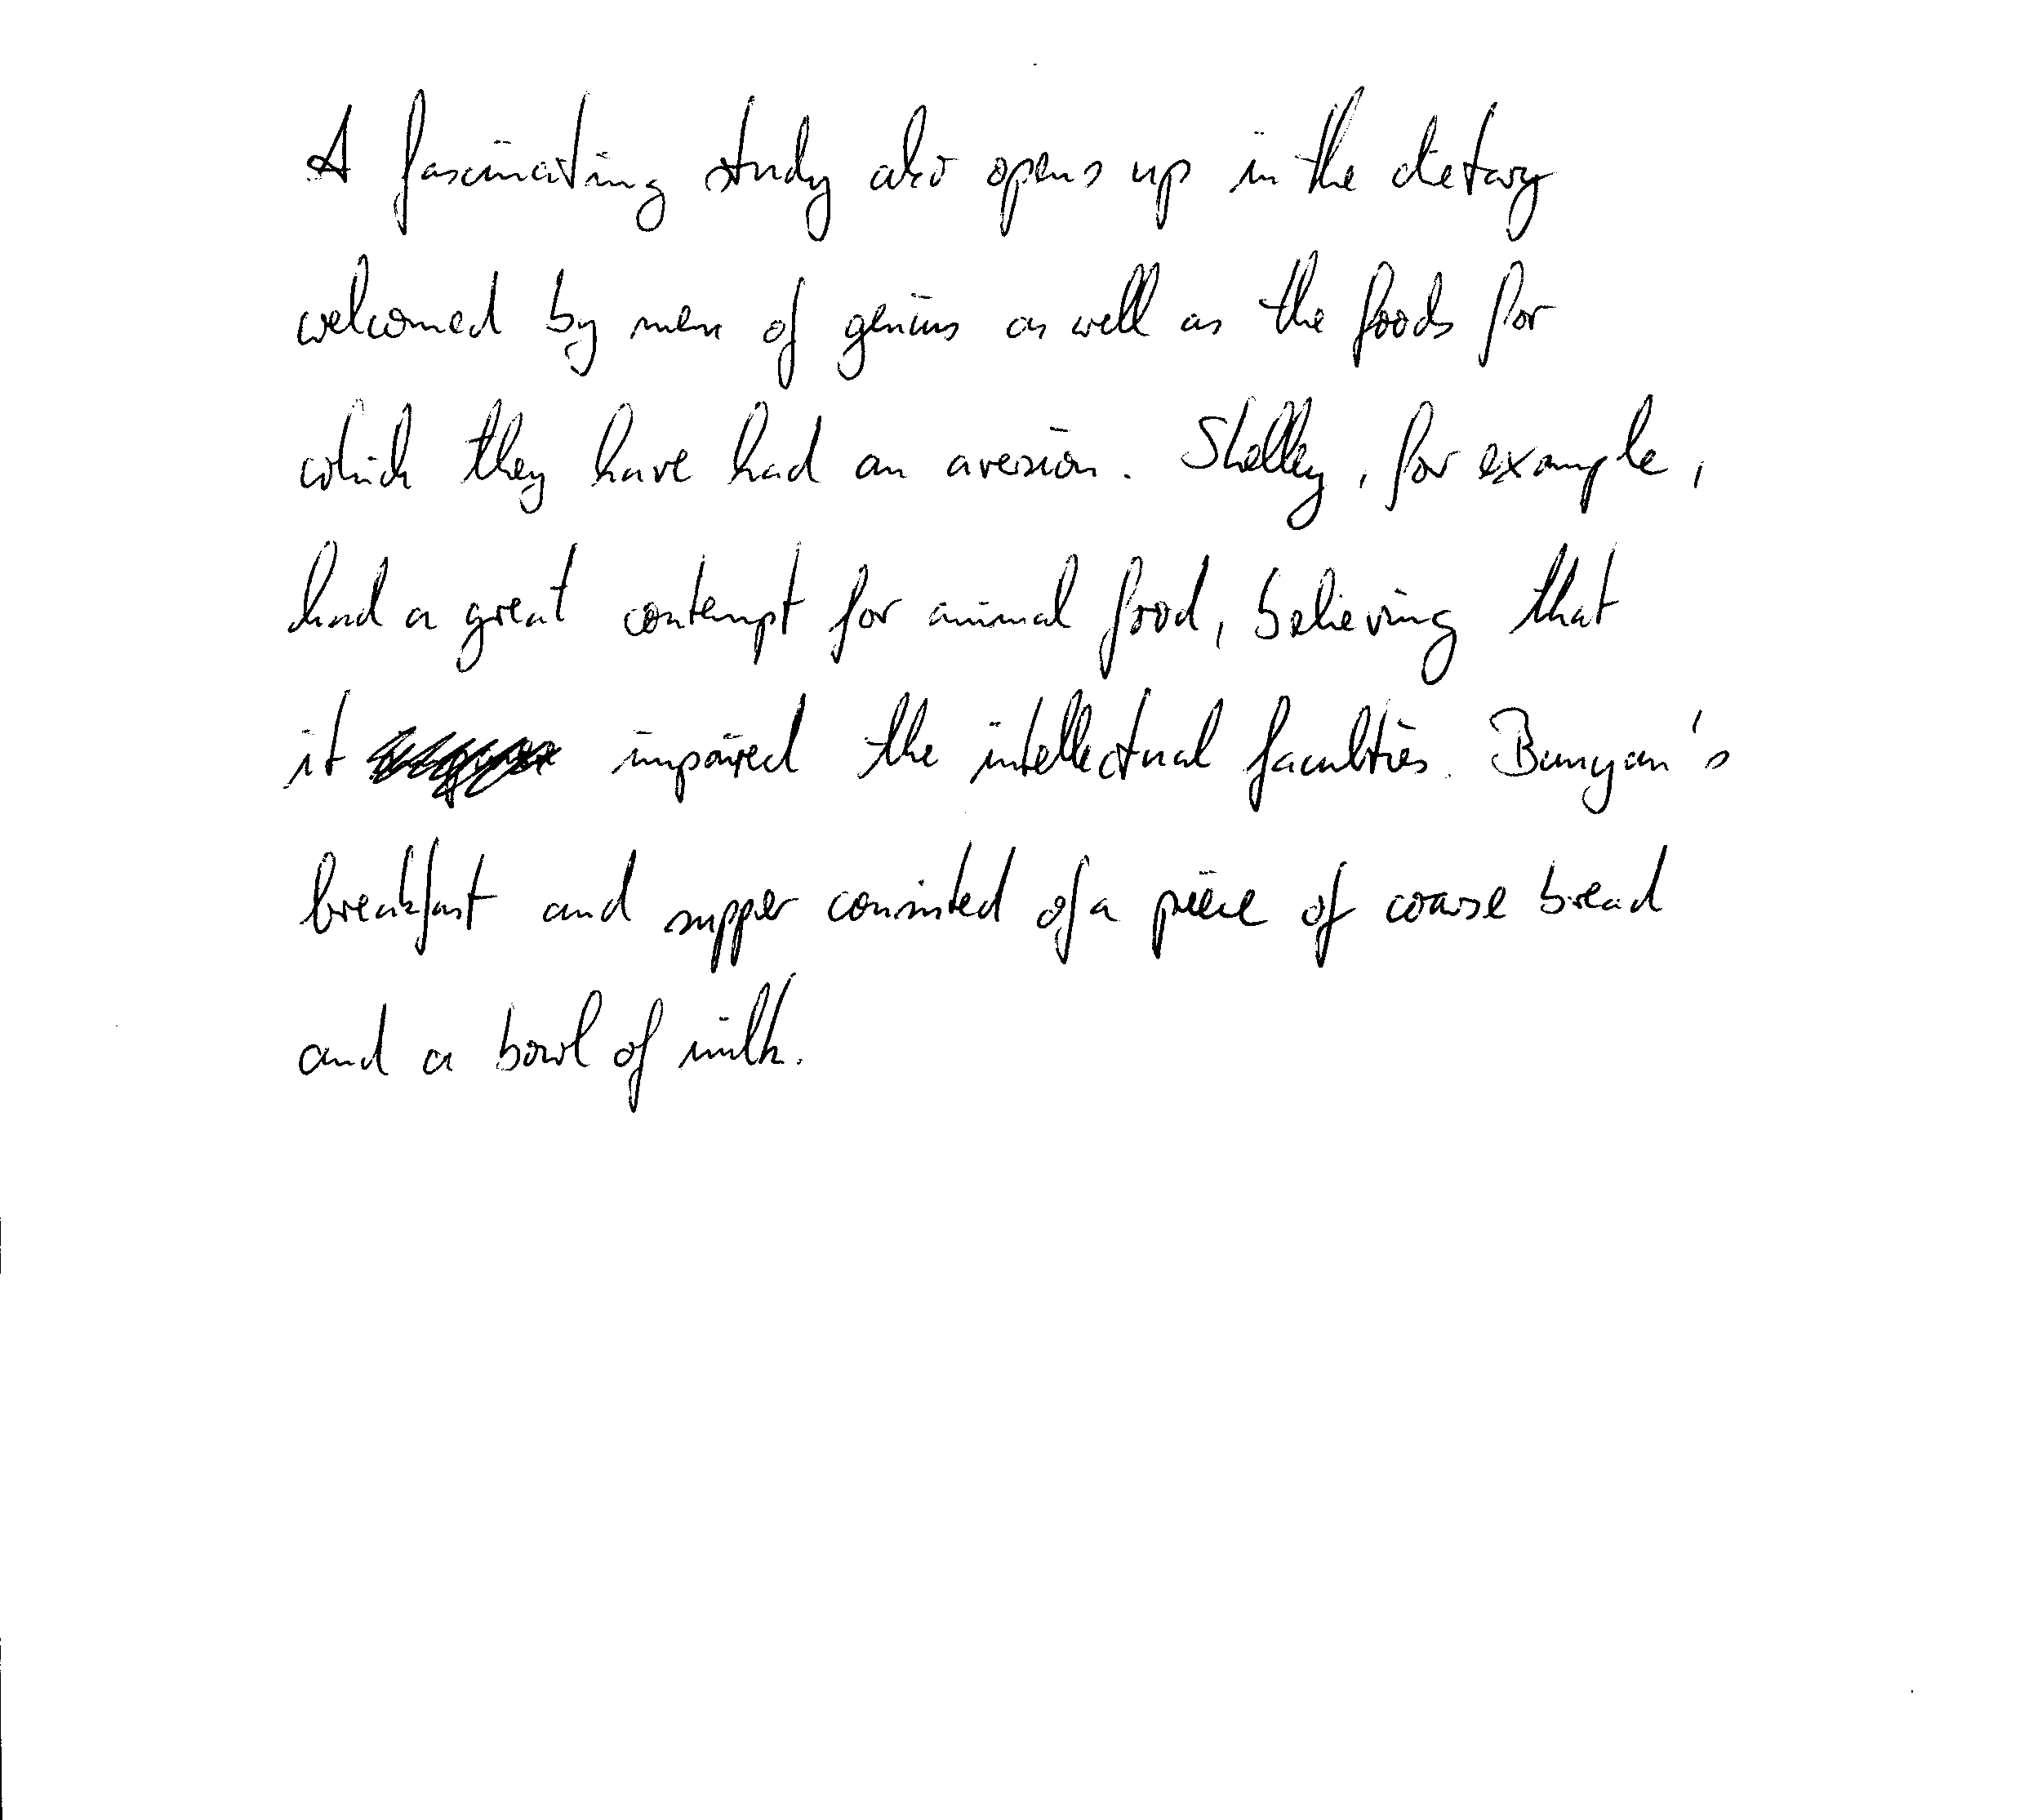 A fascinating study also opens up in the dietary
welcomed by men of genius as well as the foods for
which they have had an aversion. Shelley, for example,
had a great contempt for animal food, believing that
it impaired the intellectual faculties. Bunyan's
breakfast and supper consisted of a piece of coarse bread
and a bowl of milk.